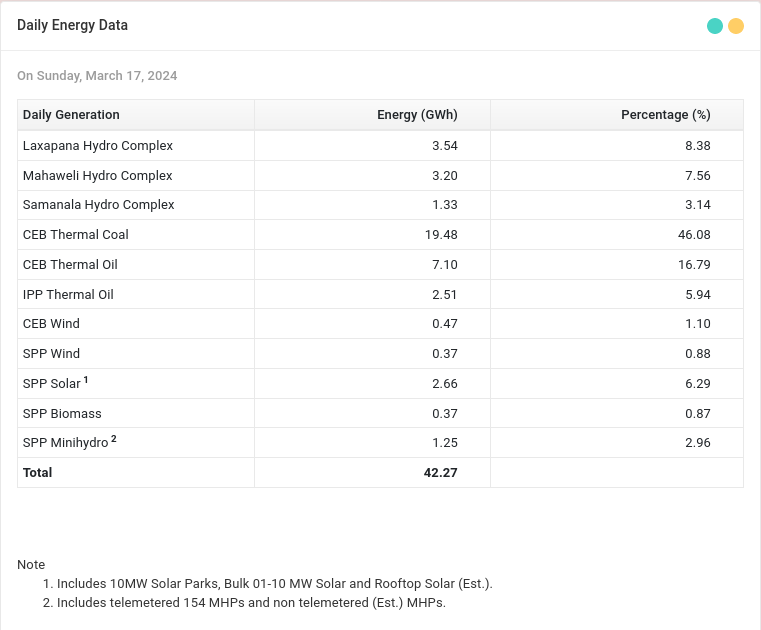 Daily Energy Data
On Sunday, March 17, 2024
Daily Generation Energy (GWh) Percentage (%)
Laxapana Hydro Complex 3.54 8.38
Mahaweli Hydro Complex 3.20 7.56
Samanala Hydro Complex 1.33 3.14
CEB Thermal Coal 19.48 46.08
CEB Thermal Oil 7.10 16.79
IPP Thermal Oil 2.51 5.94
CEB Wind 0.47 1.10
SPP Wind 0.37 0.88
SPP Solar 1 2.66 6.29
SPP Biomass 0.37 0.87
SPP Minihydro 2 1.25 2.96
Total 42.27
Note
1. Includes 10MW Solar Parks, Bulk 01-10 MW Solar and Rooftop Solar (Est.).
2. Includes telemetered 154 MHPs and non telemetered (Est.) MHPs.